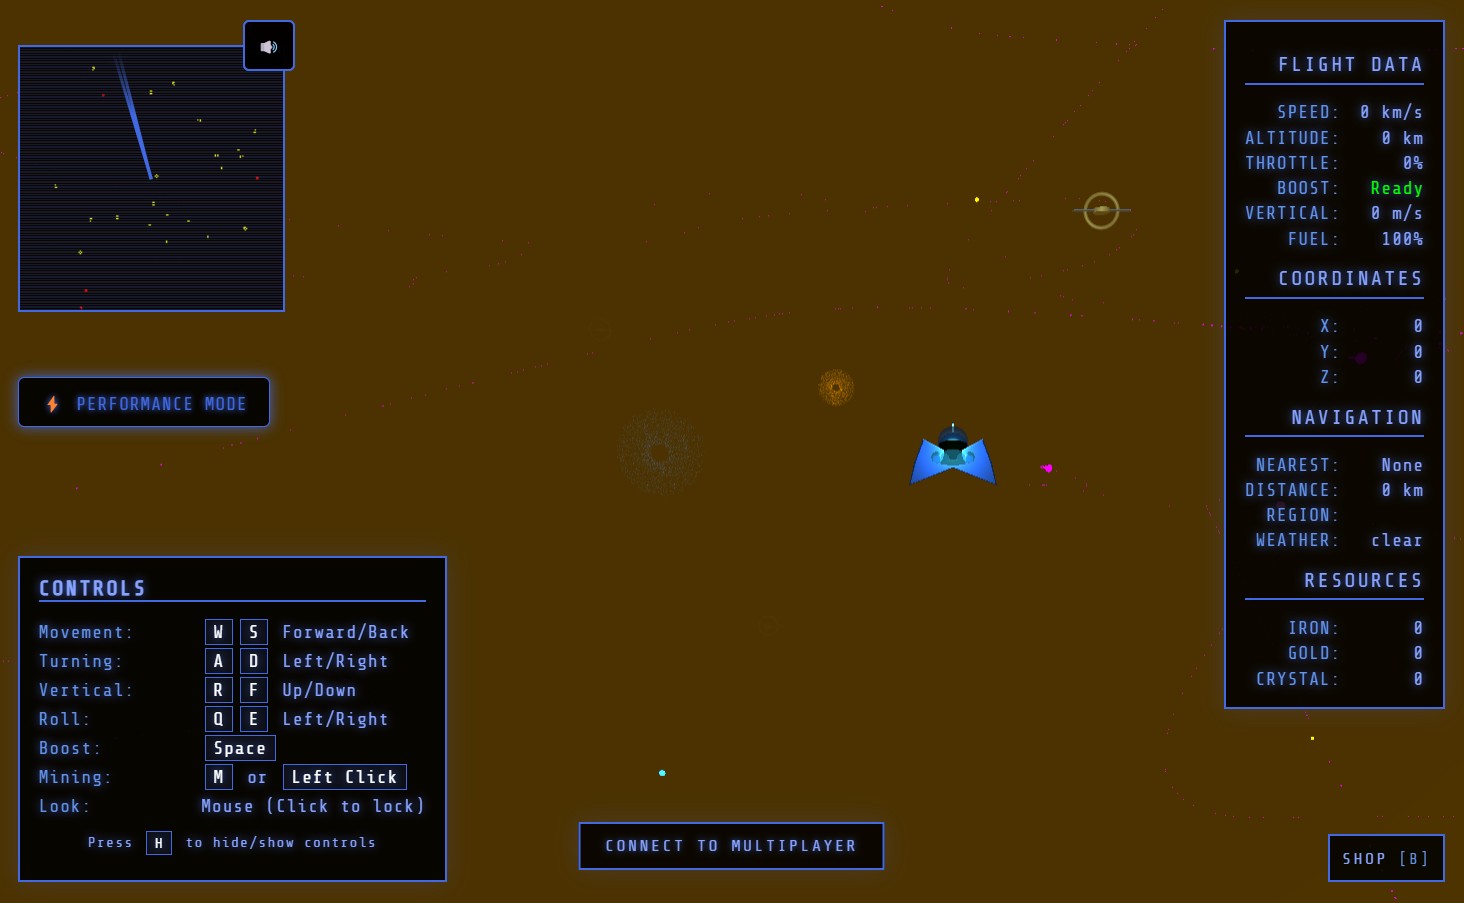 PERFORMANCE MODE
CONTROLS
Movement: W S Forward/Back
Turning: A D Left/Right
Vertical: R F Up/Down
Roll: Q E Left/Right
Boost: Space
Mining: M or Left Click
Look: Mouse (Click to lock)
Press H to hide/show controls
CONNECT TO MULTIPLAYER
FLIGHT DATA
SPEED: 0 km/s
ALTITUDE: 0 km
THROTTLE: 0%
BOOST: Ready
VERTICAL: 0 m/s
FUEL: 100%
COORDINATES
X: 0
Y: 0
Z: 0
NAVIGATION
NEAREST: None
DISTANCE: 0 km
REGION:
WEATHER: clear
RESOURCES
IRON: 0
GOLD: 0
CRYSTAL: 0
SHOP [B]